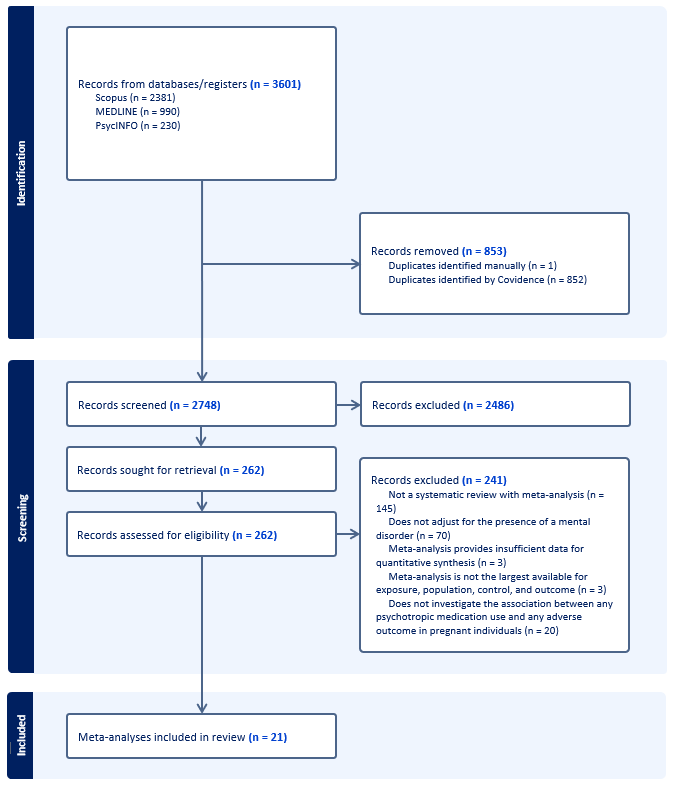 Identification
Records from databases/registers (n = 3601)
Scopus (n = 2381)
MEDLINE (n = 990)
PsycINFO (n = 230)
Records removed (n = 853)
Duplicates identified manually (n = 1)
Duplicates identified by Covidence (n = 852)
Screening
Records screened (n = 2748)
Records excluded (n = 2486)
Records sought for retrieval (n = 262)
Records assessed for eligibility (n = 262)
Records excluded (n = 241)
Not a systematic review with meta-analysis (n =
145)
Does not adjust for the presence of a mental
disorder (n = 70)
Meta-analysis provides insufficient data for
quantitative synthesis (n = 3)
Meta-analysis is not the largest available for
exposure, population, control, and outcome (n = 3)
Does not investigate the association between any
psychotropic medication use and any adverse
outcome in pregnant individuals (n = 20)
Included
Meta-analyses included in review (n = 21)